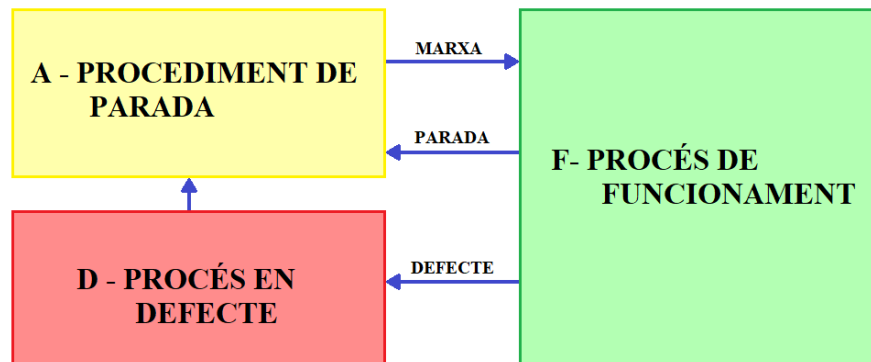 A - PROCEDIMENT DE
PARADA
MARXA
PARADA
F- PROCÉS DE
FUNCIONAMENT
D - PROCÉS EN
DEFECTE
DEFECTE